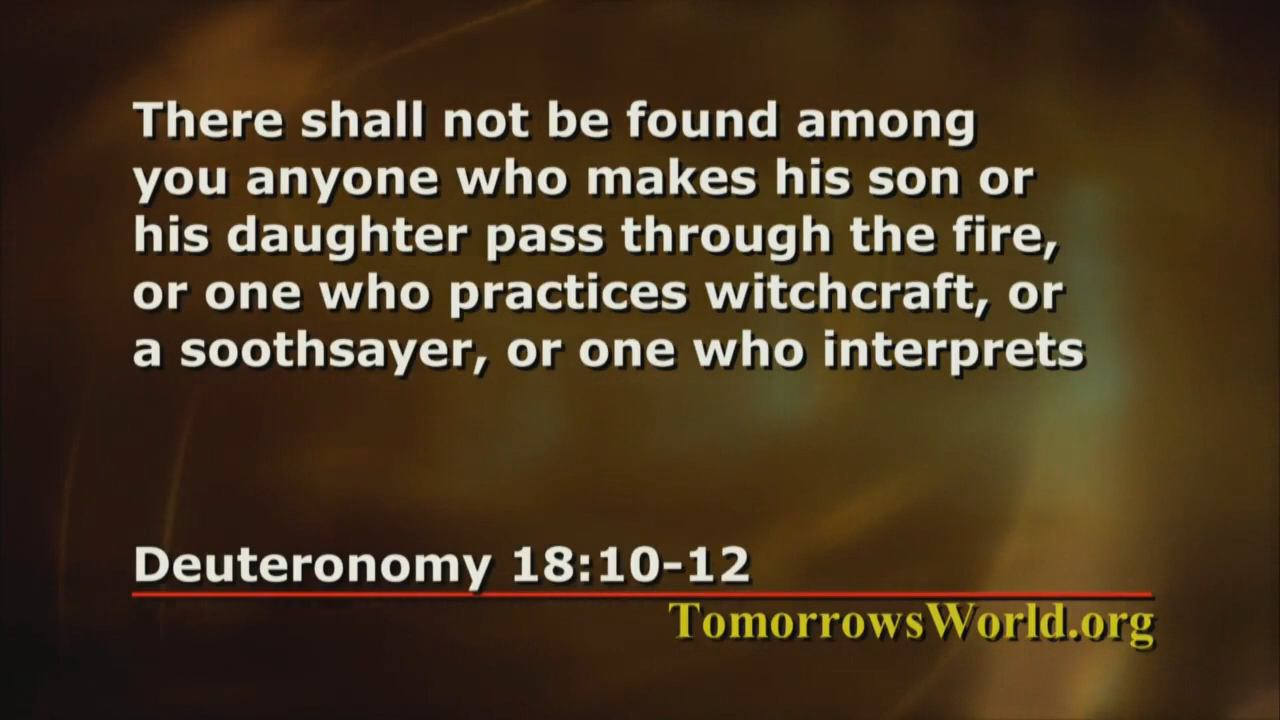 There shall not be found among
you anyone who makes his son or
his daughter pass through the fire,
or one who practices witchcraft, or
a soothsayer, or one who interprets
Deuteronomy 18:10-12
TomorrowsWorld.org